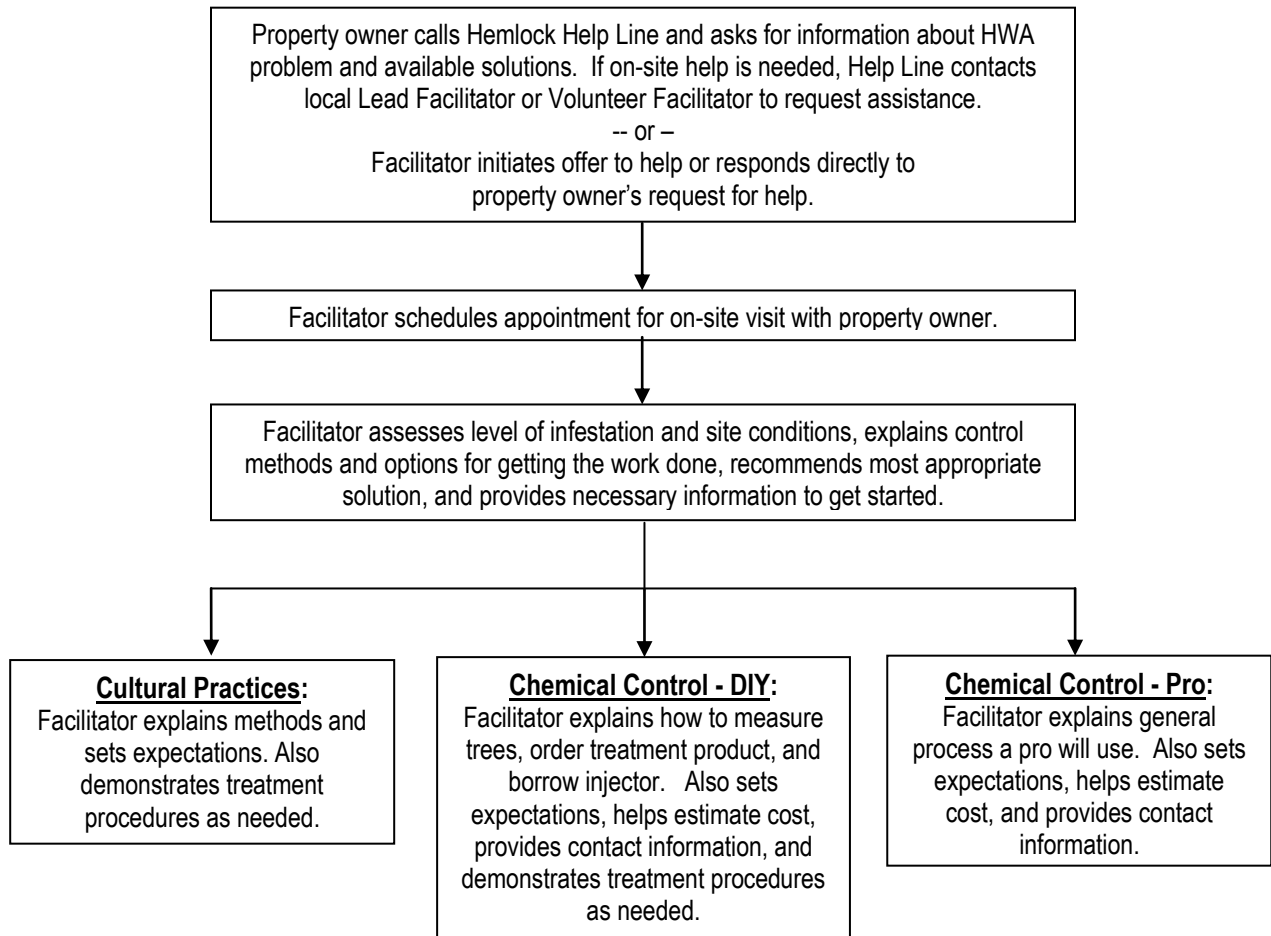 Property owner calls Hemlock Help Line and asks for information about HWA
problem and available solutions.  If on-site help is needed, Help Line contacts
local Lead Facilitator or Volunteer Facilitator to request assistance.
-- or –
Facilitator initiates offer to help or responds directly to
property owner’s request for help.
Facilitator schedules appointment for on-site visit with property owner.
Facilitator assesses level of infestation and site conditions, explains control
methods and options for getting the work done, recommends most appropriate
solution, and provides necessary information to get started.
Cultural Practices:
Facilitator explains methods and
sets expectations. Also
demonstrates treatment
procedures as needed.
Chemical Control - DIY:
Facilitator explains how to measure
trees, order treatment product, and
borrow injector.   Also sets
expectations, helps estimate cost,
provides contact information, and
demonstrates treatment procedures
as needed.
Chemical Control - Pro:
Facilitator explains general
process a pro will use.  Also sets
expectations, helps estimate
cost, and provides contact
information.